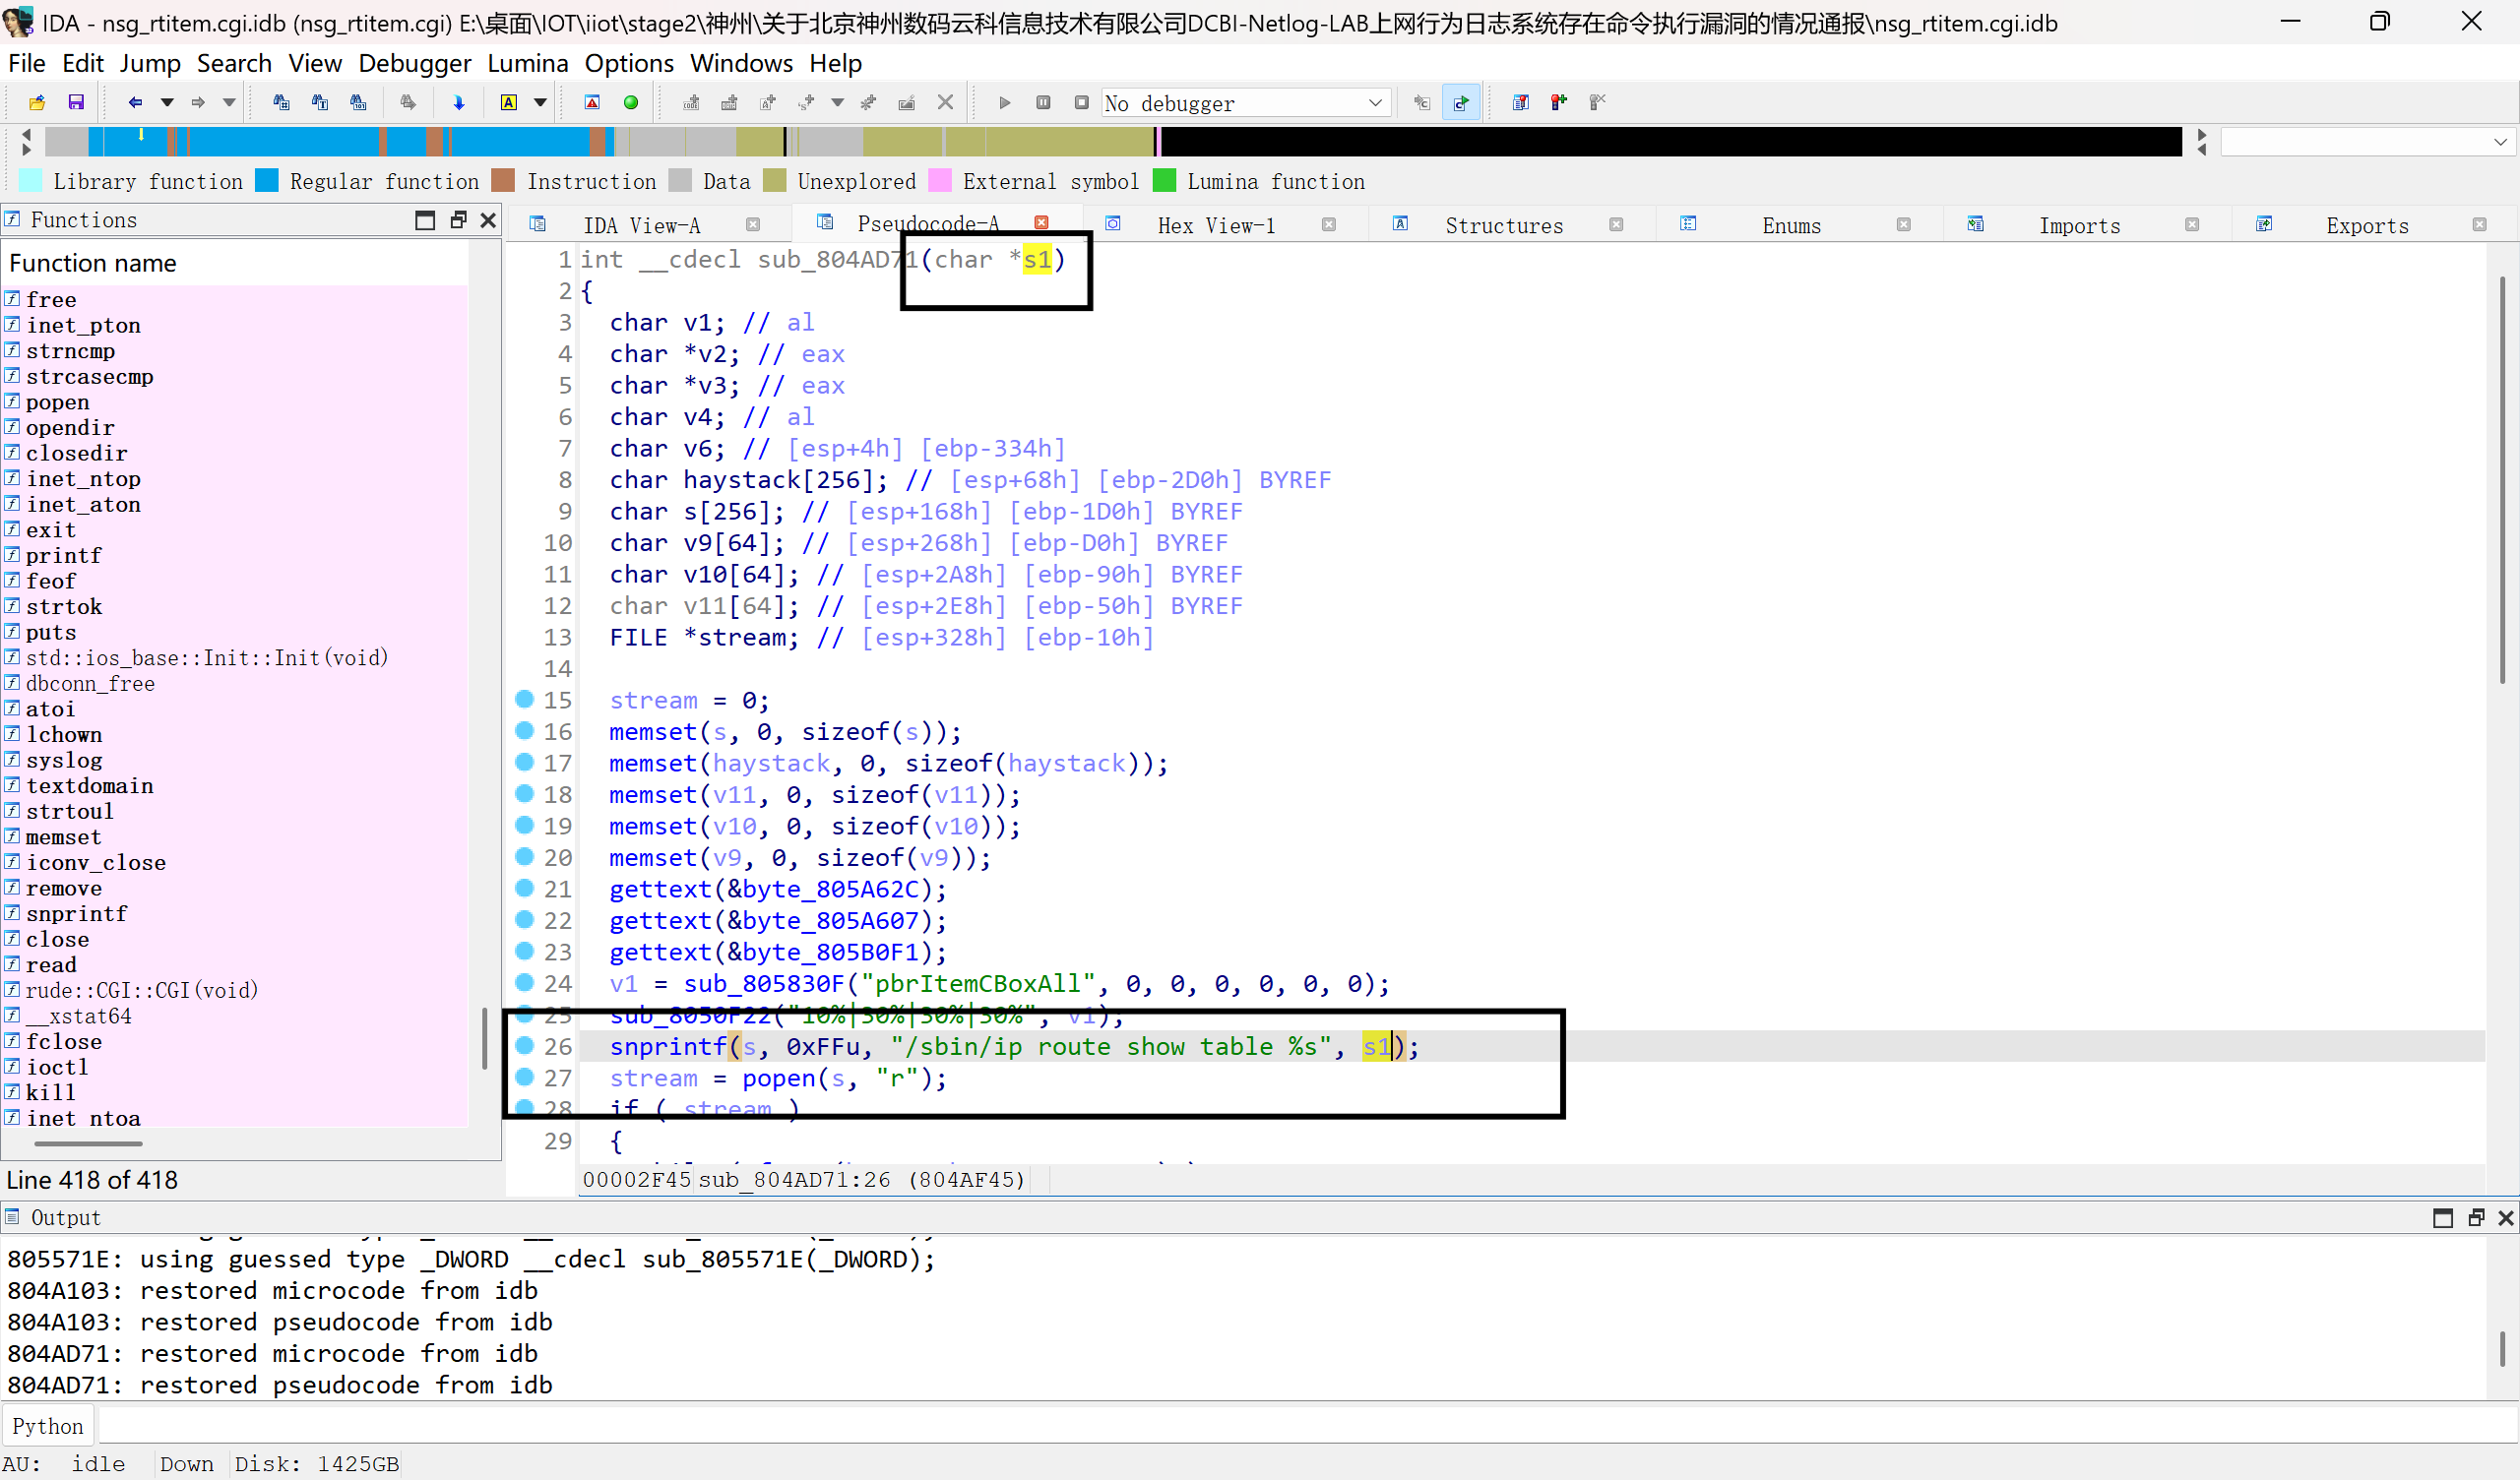 IDA - nsg_rtitem.cgi.idb (nsg_rtitem.cgi) E:\桌面\IOT\iiot\stage2\神州\关于北京神州数码云科信息技术有限公司DCBI-Netlog-LAB上网行为日志系统存在命令执行漏洞的情况通报\nsg_rtitem.cgi.idb
File Edit Jump Search View Debugger Lumina Options Windows Help
No debugger
Library function Regular function Instruction Data Unexplored External symbol Lumina function
Functions
Function name
free
inet_pton
strncmp
strcasecmp
popen
opendir
closedir
inet_ntop
inet_aton
exit
printf
feof
strtok
puts
std::ios_base::Init::Init(void)
dbconn_free
atoi
lchown
syslog
textdomain
strtoul
memset
iconv_close
remove
snprintf
close
read
rude::CGI::CGI(void)
__xstat64
fclose
ioctl
kill
inet_ntoa
Line 418 of 418
IDA View-A Pseudocode-A Hex View-1 Structures Enums Imports Exports
1 int __cdecl sub_804AD71(char *s1)
2 {
3 char v1; // al
4 char *v2; // eax
5 char *v3; // eax
6 char v4; // al
7 char v6; // [esp+4h] [ebp-334h]
8 char haystack[256]; // [esp+68h] [ebp-2D0h] BYREF
9 char s[256]; // [esp+168h] [ebp-1D0h] BYREF
10 char v9[64]; // [esp+268h] [ebp-D0h] BYREF
11 char v10[64]; // [esp+2A8h] [ebp-90h] BYREF
12 char v11[64]; // [esp+2E8h] [ebp-50h] BYREF
13 FILE *stream; // [esp+328h] [ebp-10h]
14
15 stream = 0;
16 memset(s, 0, sizeof(s));
17 memset(haystack, 0, sizeof(haystack));
18 memset(v11, 0, sizeof(v11));
19 memset(v10, 0, sizeof(v10));
20 memset(v9, 0, sizeof(v9));
21 gettext(&byte_805A62C);
22 gettext(&byte_805A607);
23 gettext(&byte_805B0F1);
24 v1 = sub_805830F("pbrItemCBoxAll", 0, 0, 0, 0, 0, 0);
25 sub_8050F22("10%|30%|30%|30%", v1);
26 snprintf(s, 0xFFu, "/sbin/ip route show table %s", s1);
27 stream = popen(s, "r");
28 if ( stream )
29 {
00002F45 sub_804AD71:26 (804AF45)
Output
805571E: using guessed type _DWORD __cdecl sub_805571E(_DWORD);
804A103: restored microcode from idb
804A103: restored pseudocode from idb
804AD71: restored microcode from idb
804AD71: restored pseudocode from idb
Python
AU: idle Down Disk: 1425GB